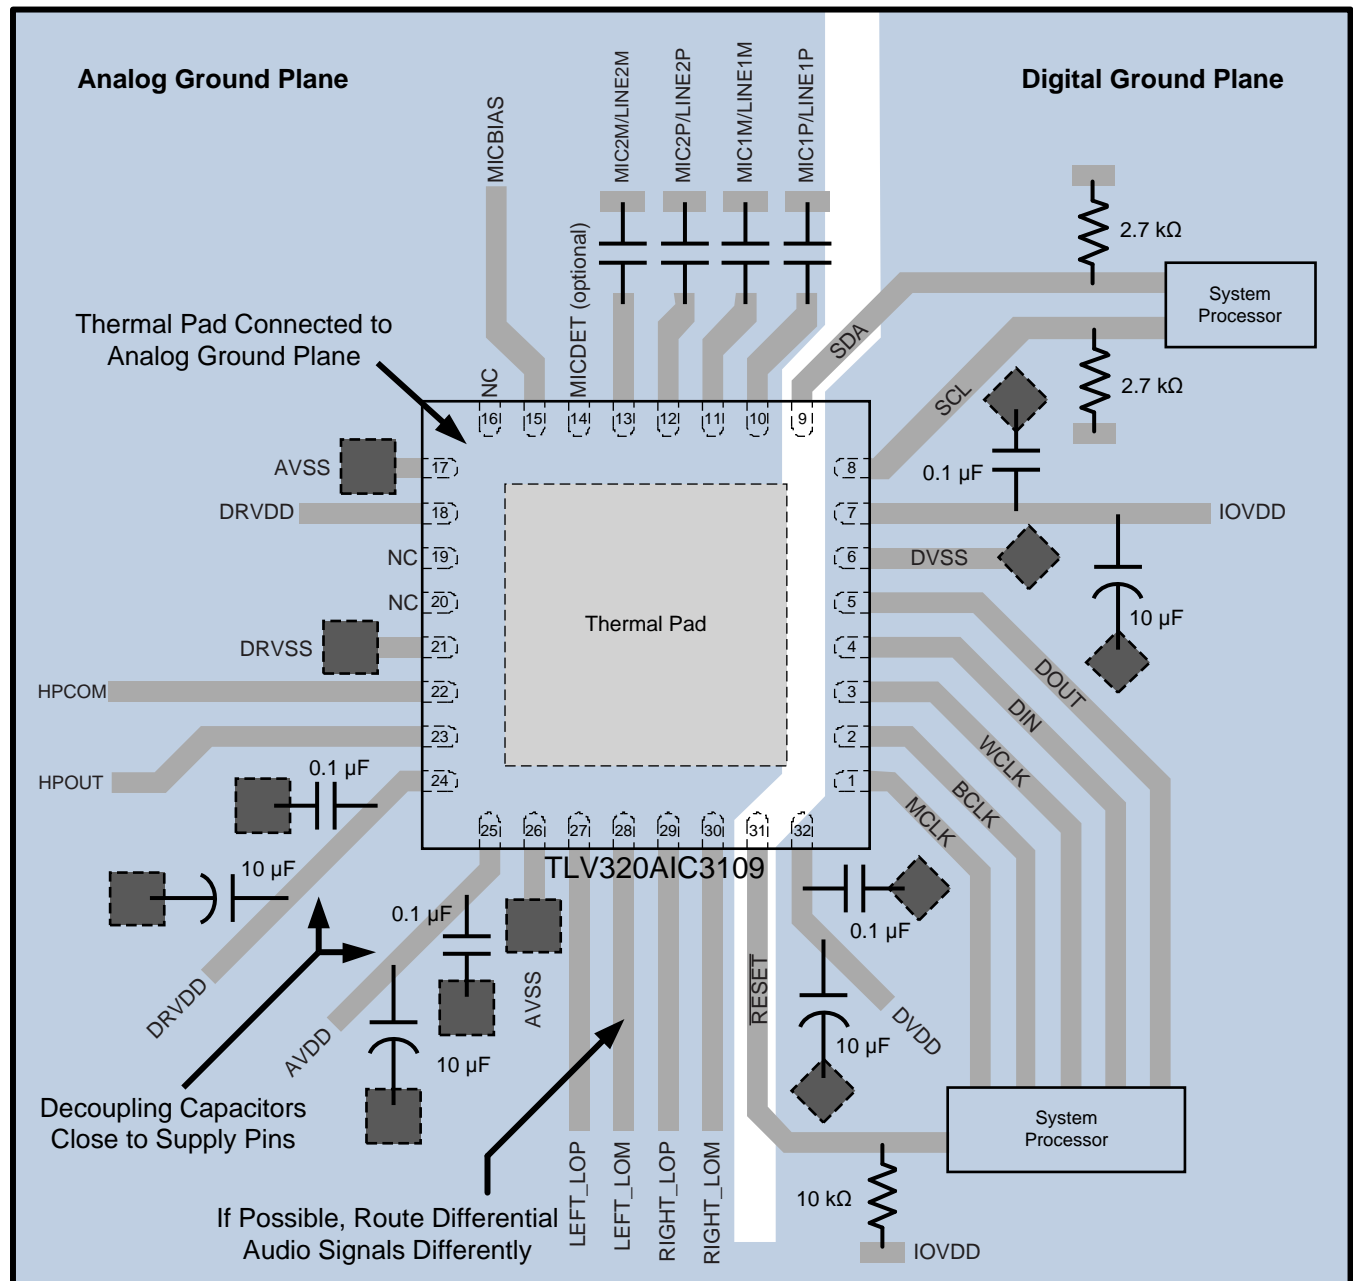 Analog Ground Plane
Digital Ground Plane
MICBIAS
MICDET (optional)
MIC2M/LINE2M
MIC2P/LINE2P
MIC1M/LINE1M
MIC1P/LINE1P
2.7 kΩ
System
Processor
SDA
SCL
2.7 kΩ
Thermal Pad Connected to
Analog Ground Plane
NC
16
15
14
13
12
11
10
9
AVSS
17
DRVDD
18
NC
19
NC
20
DRVSS
21
HPCOM
22
23
HPOUT
24
8
0.1 µF
7
IOVDD
6
DVSS
5
10 µF
4
3
2
1
DOUT
DIN
WCLK
BCLK
MCLK
Thermal Pad
0.1 µF
10 µF
DRVDD
25
26
27
28
29
30
31
32
TLV320AIC3109
0.1 µF
AVDD
10 µF
AVSS
RESET
0.1 µF
10 µF
DVDD
Decoupling Capacitors
Close to Supply Pins
LEFT_LOP
LEFT_LOM
RIGHT_LOP
RIGHT_LOM
System
Processor
10 kΩ
IOVDD
If Possible, Route Differential
Audio Signals Differently